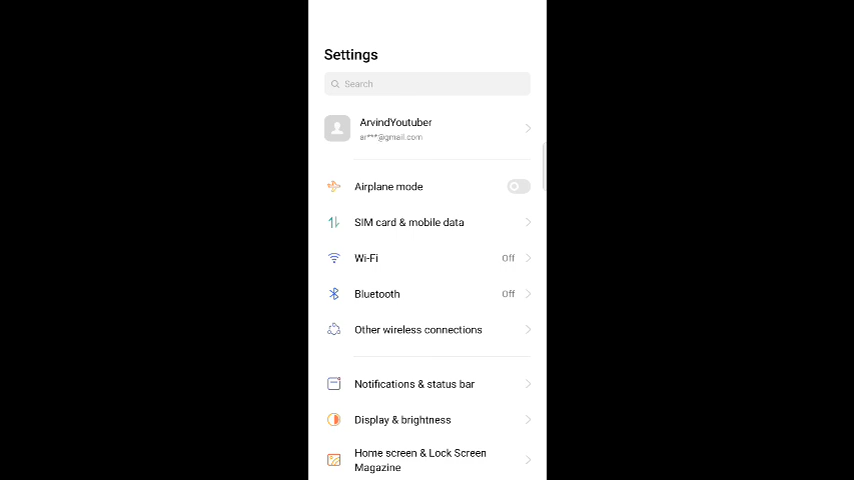 Settings
Search
ArvindYoutuber
ar***@gmail.com
Airplane mode
SIM card & mobile data
Wi-Fi Off
Bluetooth Off
Other wireless connections
Notifications & status bar
Display & brightness
Home screen & Lock Screen
Magazine